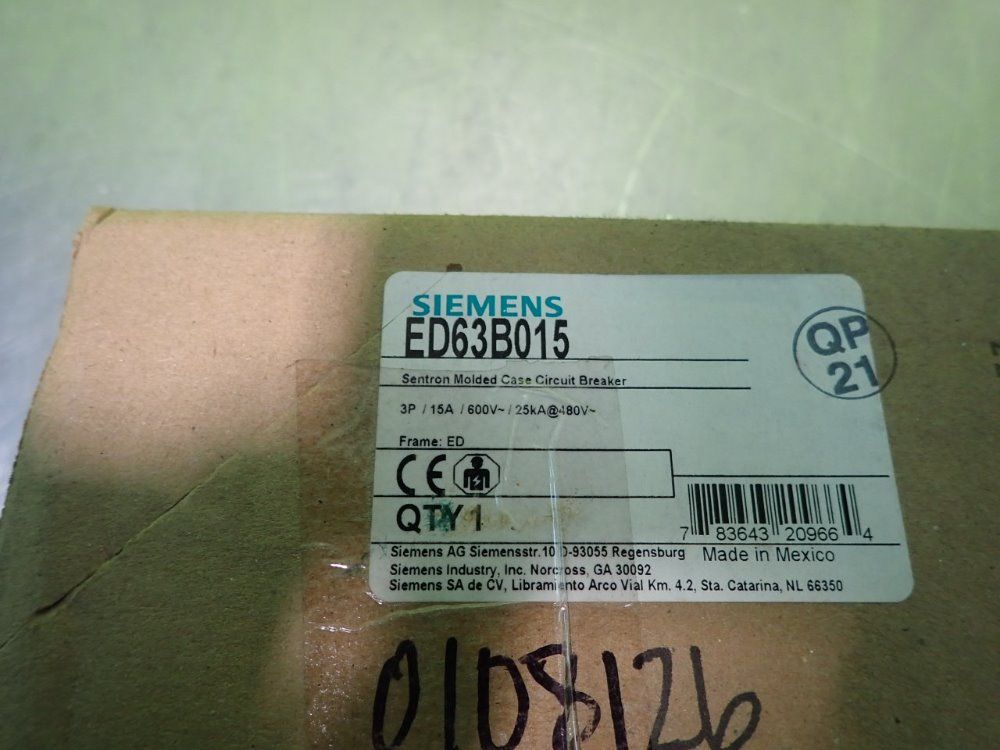 SIEMENS
ED63B015
QP
21
Sentron Molded Case Circuit Breaker
3P / 15A / 600V~ / 25kA@480V~
Frame: ED
CE
QTY 1
7 83643 20966 4
Siemens AG Siemensstr.10 D-93055 Regensburg Made in Mexico
Siemens Industry, Inc. Norcross, GA 30092
Siemens SA de CV, Libramiento Arco Vial Km. 4.2, Sta. Catarina, NL 66350
0108126